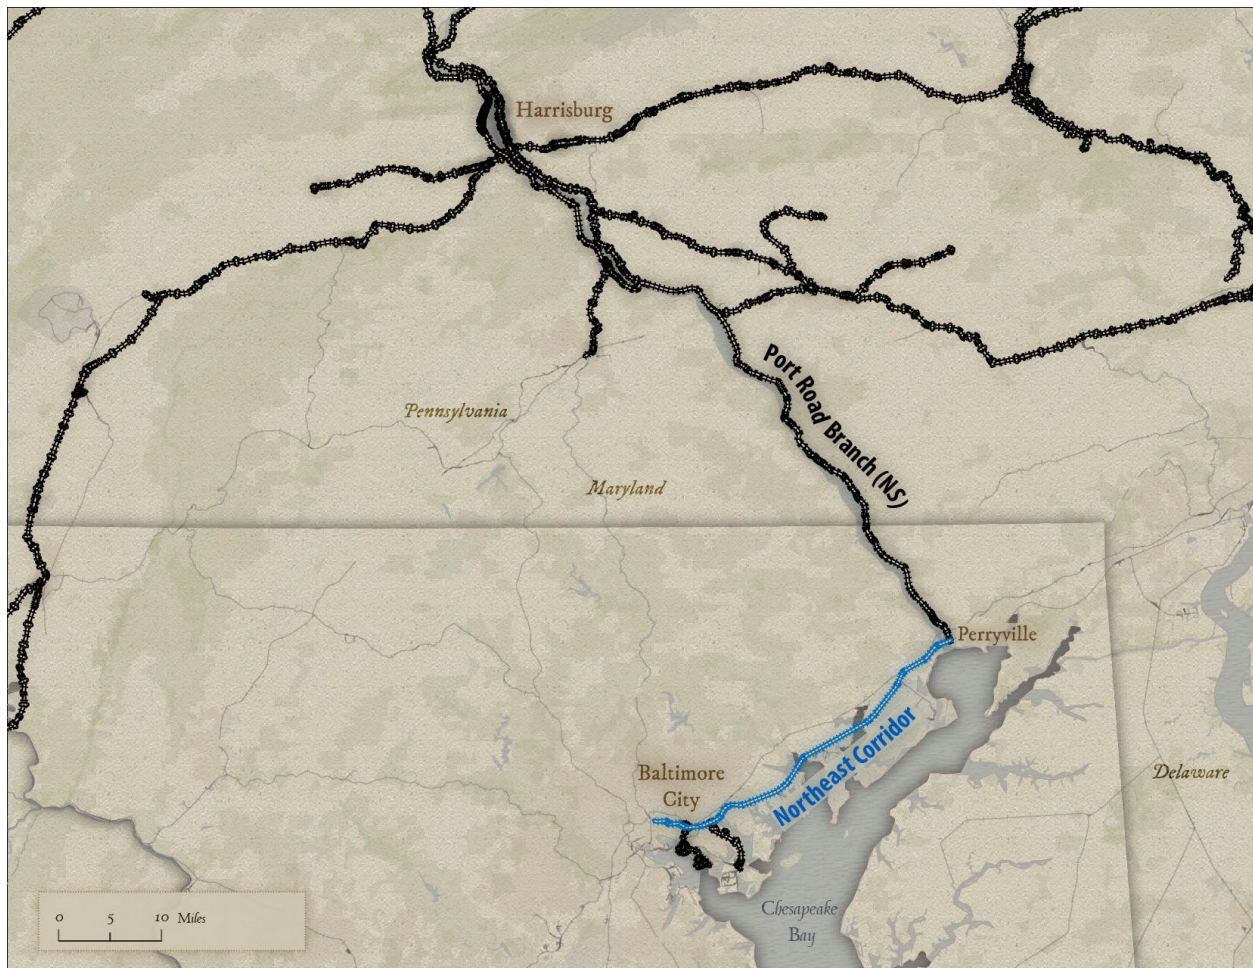 Harrisburg
Port Road Branch (NS)
Pennsylvania
Maryland
Perryville
Northeast Corridor
Baltimore
City
Delaware
Chesapeake
Bay
0 5 10 Miles